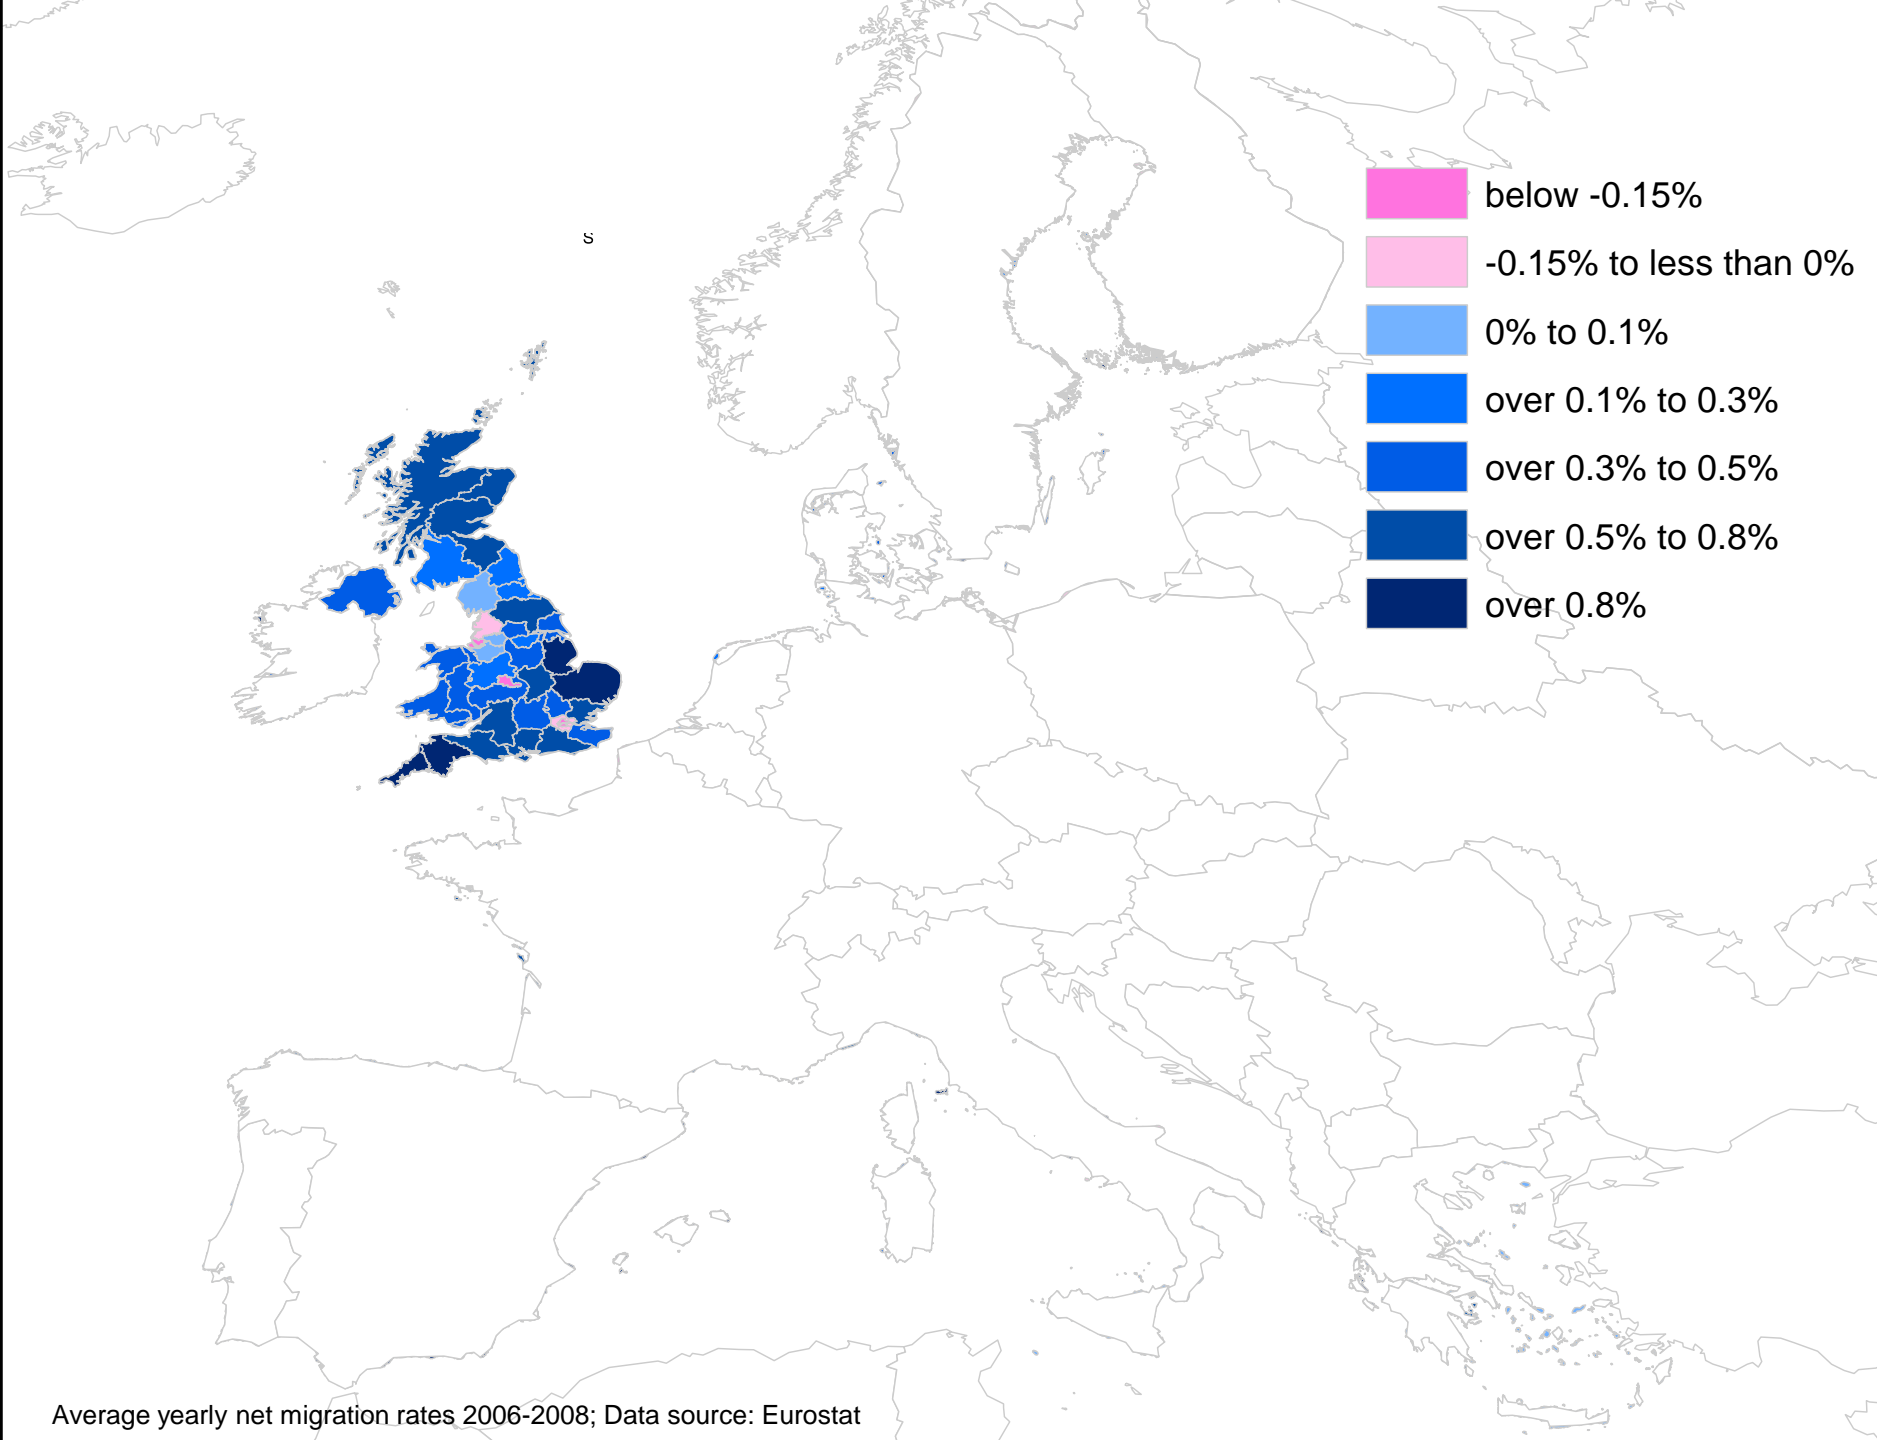 below -0.15%
s
-0.15% to less than 0%
0% to 0.1%
over 0.1% to 0.3%
over 0.3% to 0.5%
over 0.5% to 0.8%
over 0.8%
Average yearly net migration rates 2006-2008; Data source: Eurostat